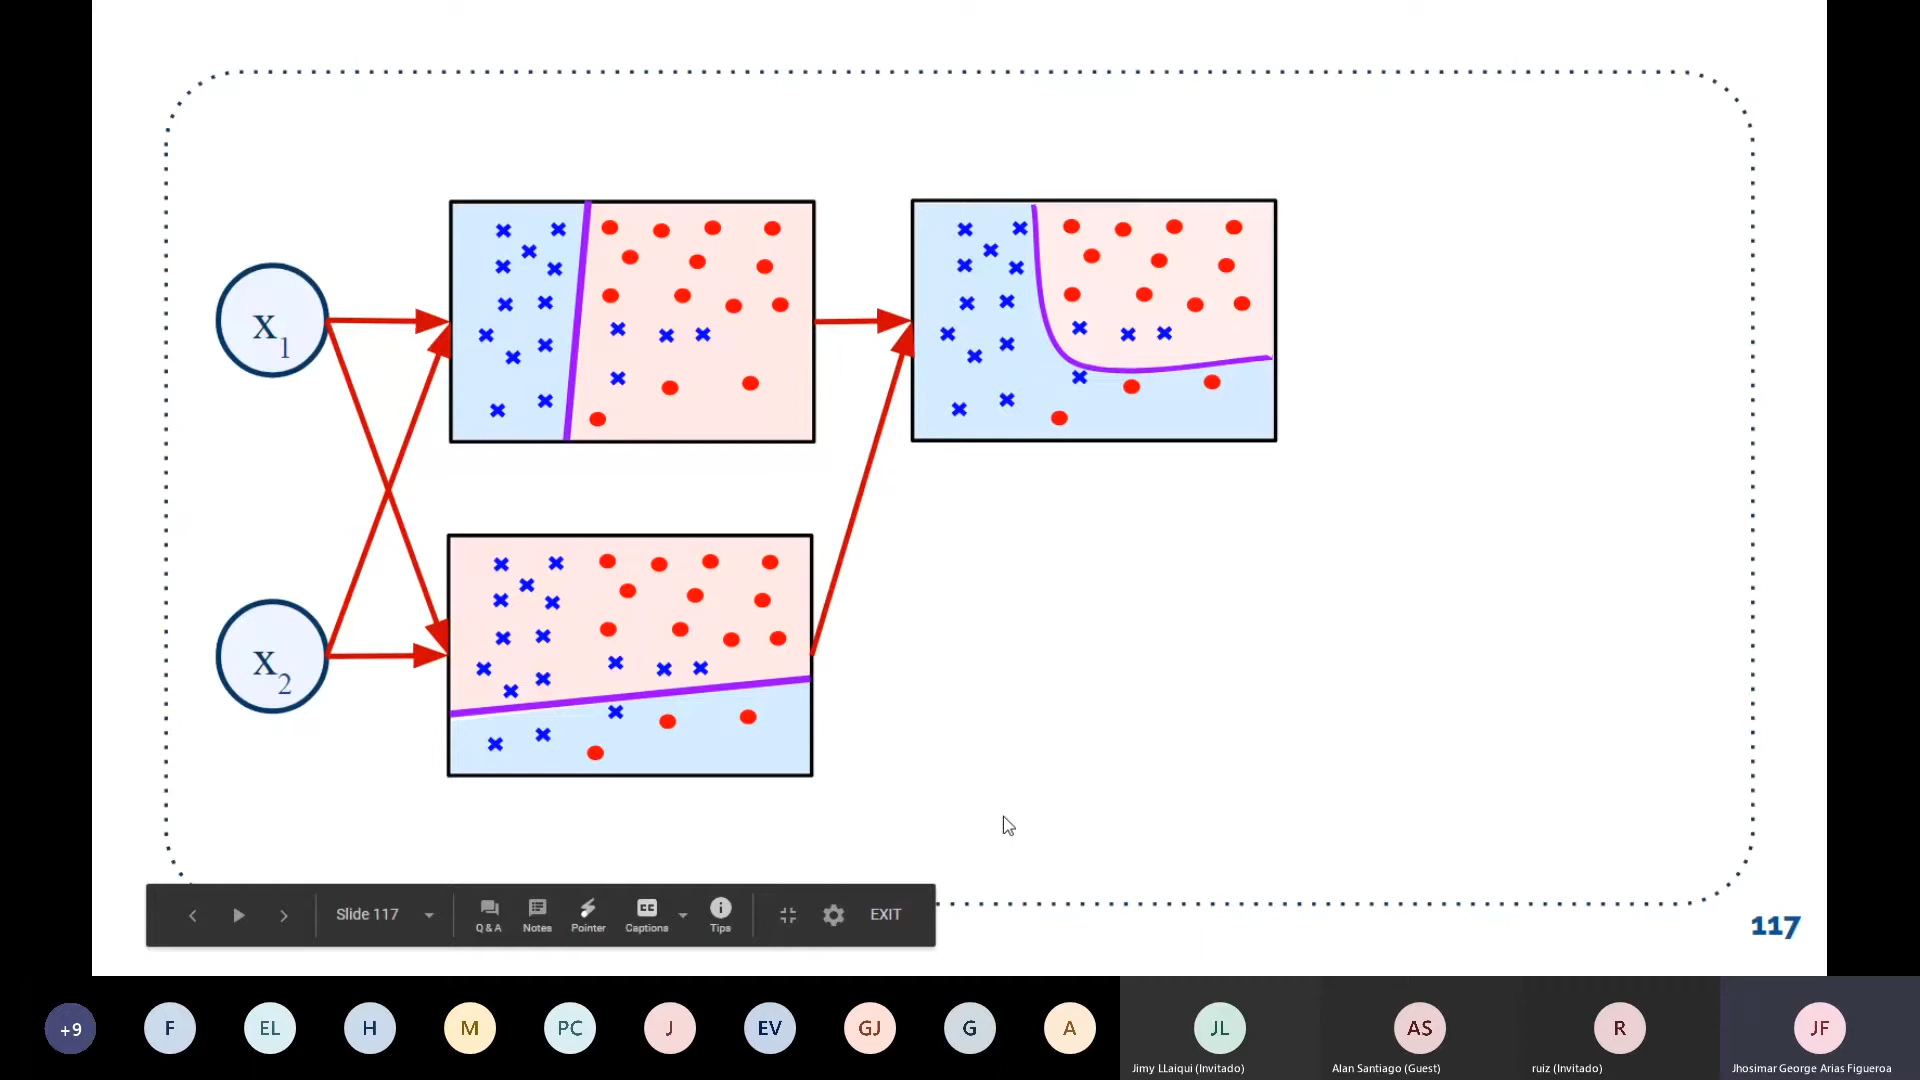 x1
x2
Slide 117
Q & A
Notes
Pointer
CC
Captions
Tips
EXIT
117
+9
F
EL
H
M
PC
J
EV
GJ
G
A
JL
AS
R
JF
Jimy LLaiqui (Invitado)
Alan Santiago (Guest)
ruiz (Invitado)
Jhosimar George Arias Figueroa